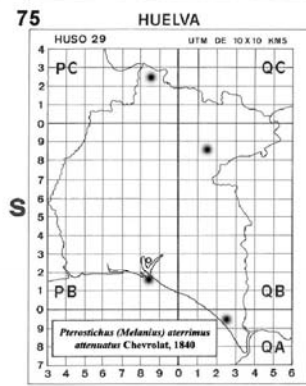 75 HUELVA
HUSO 29 UTM DE 10X10 KMS
PC QC
4
3
2
1
0
9
8
7
6
S 5
4
3
2
1
PB QB
0
9
8
7
QA
Pterostichus (Melanius) aterrimus
attenuatus Chevrolat, 1840
3 4 5 6 7 8 9 0 1 2 3 4 5 6